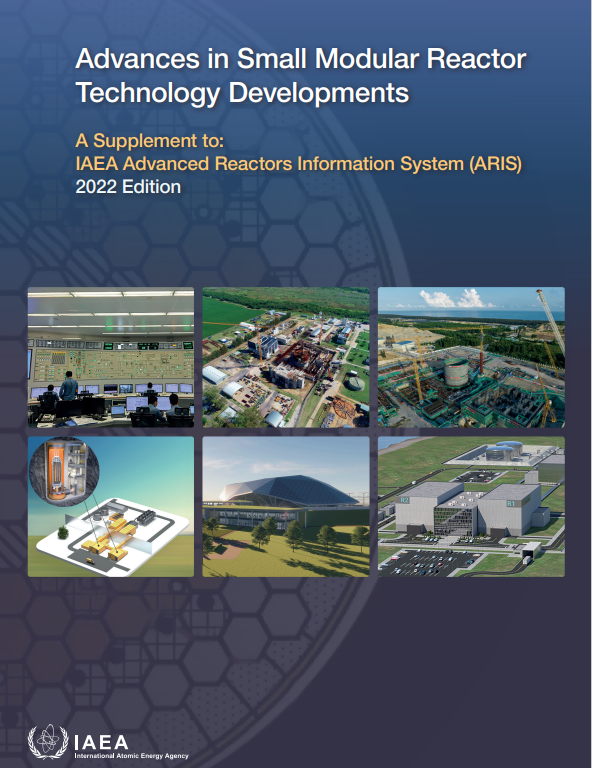 Advances in Small Modular Reactor
Technology Developments
A Supplement to:
IAEA Advanced Reactors Information System (ARIS)
2022 Edition
IAEA
International Atomic Energy Agency